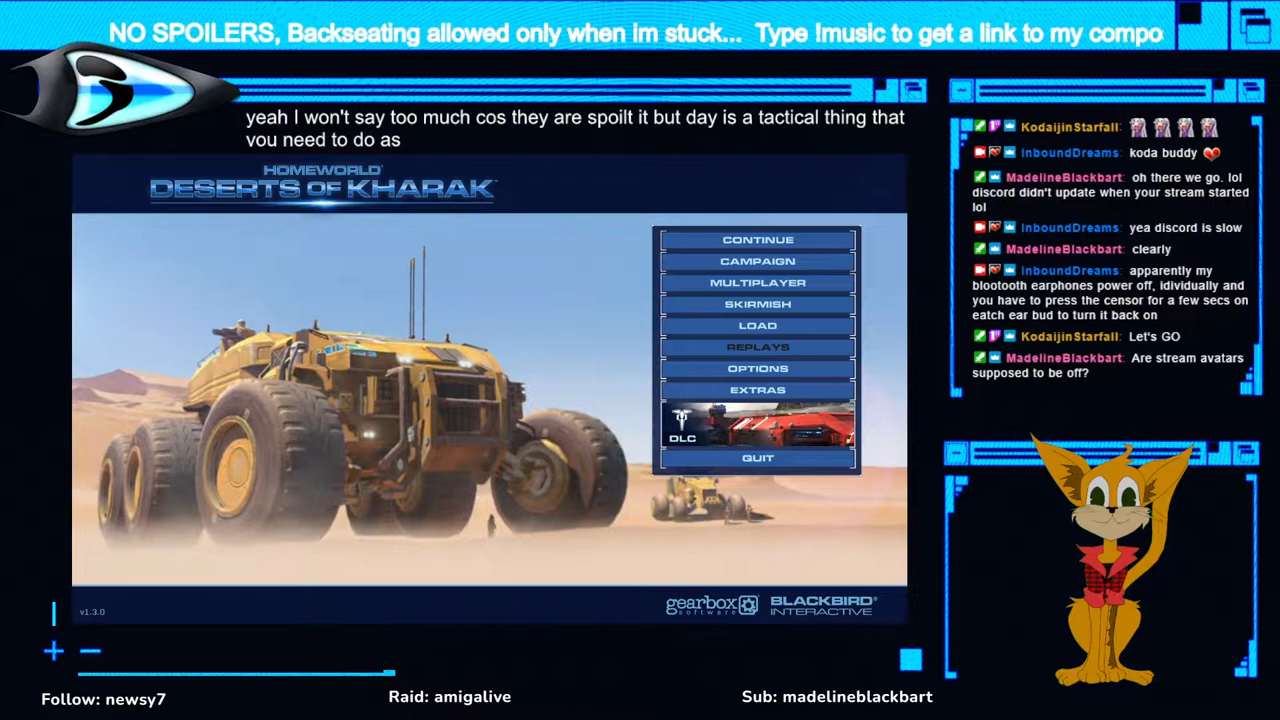 NO SPOILERS, Backseating allowed only when im stuck... Type !music to get a link to my compo
yeah I won't say too much cos they are spoilt it but day is a tactical thing that
you need to do as
HOMEWORLD
DESERTS OF KHARAK
CONTINUE
CAMPAIGN
MULTIPLAYER
SKIRMISH
LOAD
REPLAYS
OPTIONS
EXTRAS
DLC
QUIT
v1.3.0
gearbox
software
BLACKBIRD
INTERACTIVE
KodaijinStarfall:
InboundDreams: koda buddy
MadelineBlackbart: oh there we go. lol
discord didn't update when your stream started
lol
InboundDreams: yea discord is slow
MadelineBlackbart: clearly
InboundDreams: apparently my
blootooth earphones power off, idividually and
you have to press the censor for a few secs on
eatch ear bud to turn it back on
KodaijinStarfall: Let's GO
MadelineBlackbart: Are stream avatars
supposed to be off?
Follow: newsy7
Raid: amigalive
Sub: madelineblackbart